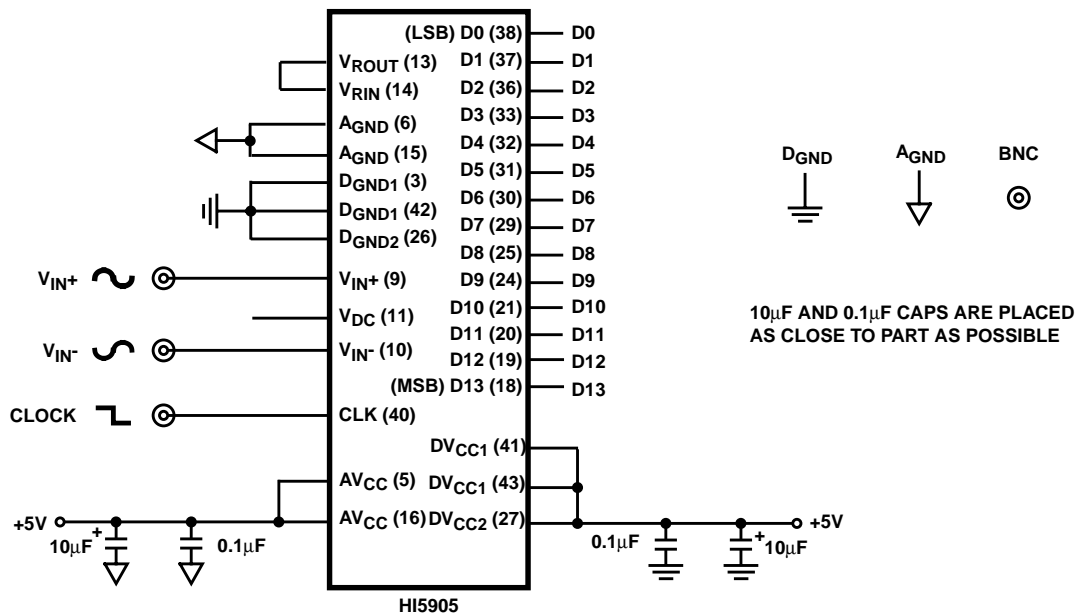 (LSB) D0 (38)
D0
VROUT (13)
D1 (37)
D1
VRIN (14)
D2 (36)
D2
AGND (6)
D3 (33)
D3
D4 (32)
D4
AGND (15)
D5 (31)
D5
DGND1 (3)
D6 (30)
D6
DGND1 (42)
D7 (29)
D7
DGND2 (26)
D8 (25)
D8
VIN+
VIN+ (9)
D9 (24)
D9
D10 (21)
D10
VDC (11)
D11 (20)
D11
VIN-
VIN- (10)
D12 (19)
D12
(MSB) D13 (18)
D13
CLOCK
CLK (40)
DVCC1 (41)
AVCC (5)
DVCC1 (43)
+5V
AVCC (16)
DVCC2 (27)
+5V
10µF
+
0.1µF
0.1µF
+
10µF
HI5905
DGND
AGND
BNC
10µF AND 0.1µF CAPS ARE PLACED
AS CLOSE TO PART AS POSSIBLE